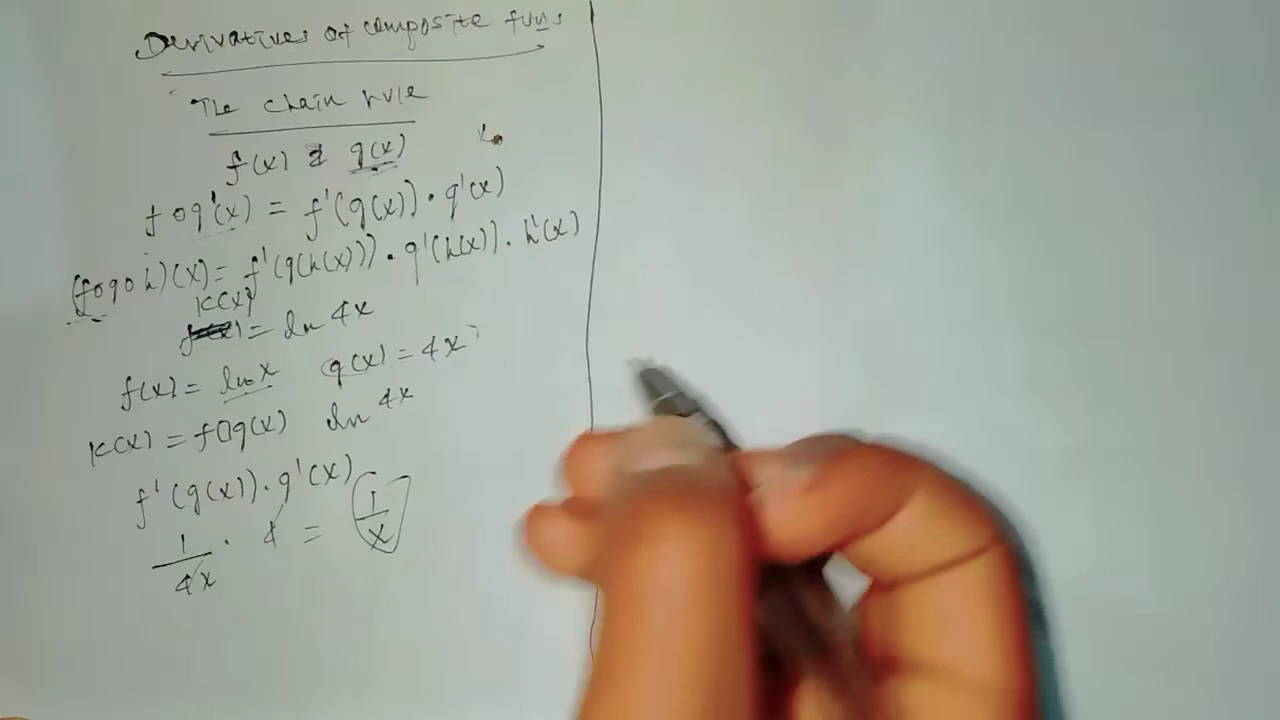 Derivatives of composite funs
The chain rule
f(x) g(x)
fog'(x) = f'(g(x)) · g'(x)
(fogoh)'(x) = f'(g(h(x))) · g'(h(x)) · h'(x)
K(x) = ln 4x
f(x) = ln x g(x) = 4x
K(x) = fog(x) ln 4x
f'(g(x)) · g'(x)
1/4x · 4 = 1/x